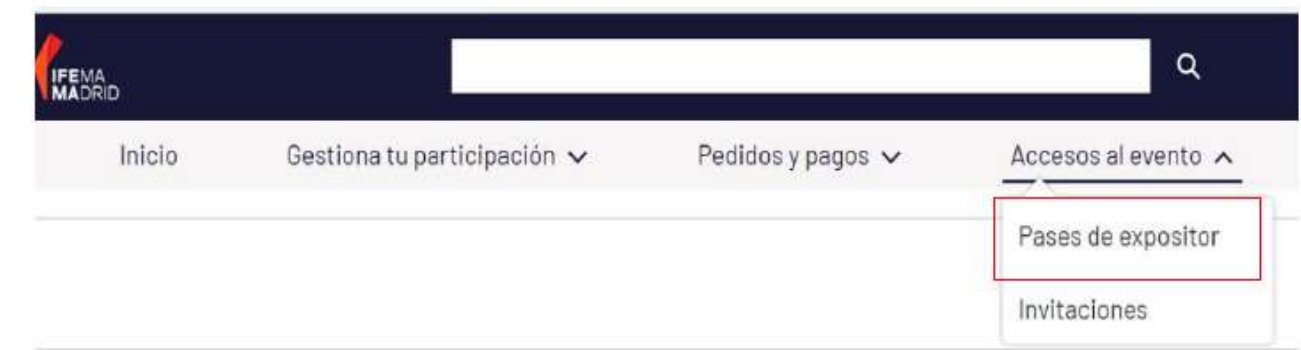 IFEMA
MADRID
Inicio
Gestiona tu participación
Pedidos y pagos
Accesos al evento
Pases de expositor
Invitaciones